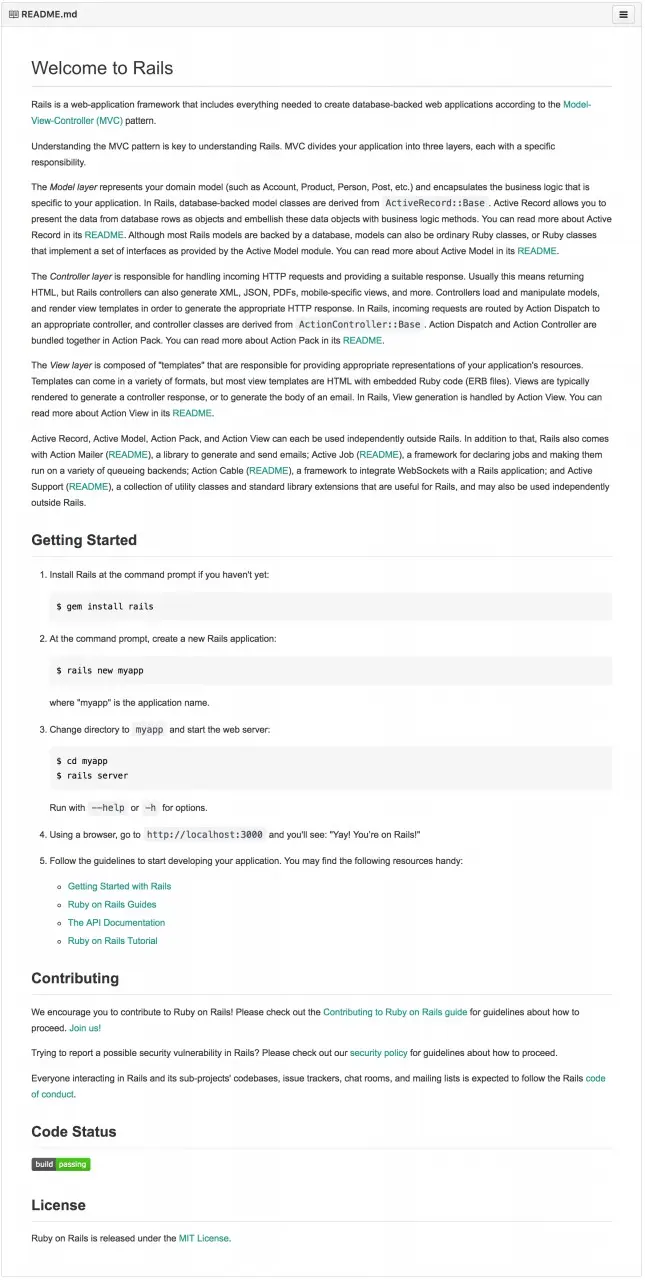 README.md
Welcome to Rails
Rails is a web-application framework that includes everything needed to create database-backed web applications according to the Model-
View-Controller (MVC) pattern.
Understanding the MVC pattern is key to understanding Rails. MVC divides your application into three layers, each with a specific
responsibility.
The Model layer represents your domain model (such as Account, Product, Person, Post, etc.) and encapsulates the business logic that is
specific to your application. In Rails, database-backed model classes are derived from ActiveRecord::Base . Active Record allows you to
present the data from database rows as objects and embellish these data objects with business logic methods. You can read more about Active
Record in its README. Although most Rails models are backed by a database, models can also be ordinary Ruby classes, or Ruby classes
that implement a set of interfaces as provided by the Active Model module. You can read more about Active Model in its README.
The Controller layer is responsible for handling incoming HTTP requests and providing a suitable response. Usually this means returning
HTML, but Rails controllers can also generate XML, JSON, PDFs, mobile-specific views, and more. Controllers load and manipulate models,
and render view templates in order to generate the appropriate HTTP response. In Rails, incoming requests are routed by Action Dispatch to
an appropriate controller, and controller classes are derived from ActionController::Base . Action Dispatch and Action Controller are
bundled together in Action Pack. You can read more about Action Pack in its README.
The View layer is composed of "templates" that are responsible for providing appropriate representations of your application's resources.
Templates can come in a variety of formats, but most view templates are HTML with embedded Ruby code (ERB files). Views are typically
rendered to generate a controller response, or to generate the body of an email. In Rails, View generation is handled by Action View. You can
read more about Action View in its README.
Active Record, Active Model, Action Pack, and Action View can each be used independently outside Rails. In addition to that, Rails also comes
with Action Mailer (README), a library to generate and send emails; Active Job (README), a framework for declaring jobs and making them
run on a variety of queueing backends; Action Cable (README), a framework to integrate WebSockets with a Rails application; and Active
Support (README), a collection of utility classes and standard library extensions that are useful for Rails, and may also be used independently
outside Rails.
Getting Started
1. Install Rails at the command prompt if you haven't yet:
$ gem install rails
2. At the command prompt, create a new Rails application:
$ rails new myapp
where "myapp" is the application name.
3. Change directory to myapp and start the web server:
$ cd myapp
$ rails server
Run with --help or -h for options.
4. Using a browser, go to http://localhost:3000 and you'll see: "Yay! You're on Rails!"
5. Follow the guidelines to start developing your application. You may find the following resources handy:
Getting Started with Rails
Ruby on Rails Guides
The API Documentation
Ruby on Rails Tutorial
Contributing
We encourage you to contribute to Ruby on Rails! Please check out the Contributing to Ruby on Rails guide for guidelines about how to
proceed. Join us!
Trying to report a possible security vulnerability in Rails? Please check out our security policy for guidelines about how to proceed.
Everyone interacting in Rails and its sub-projects' codebases, issue trackers, chat rooms, and mailing lists is expected to follow the Rails code
of conduct.
Code Status
build passing
License
Ruby on Rails is released under the MIT License.